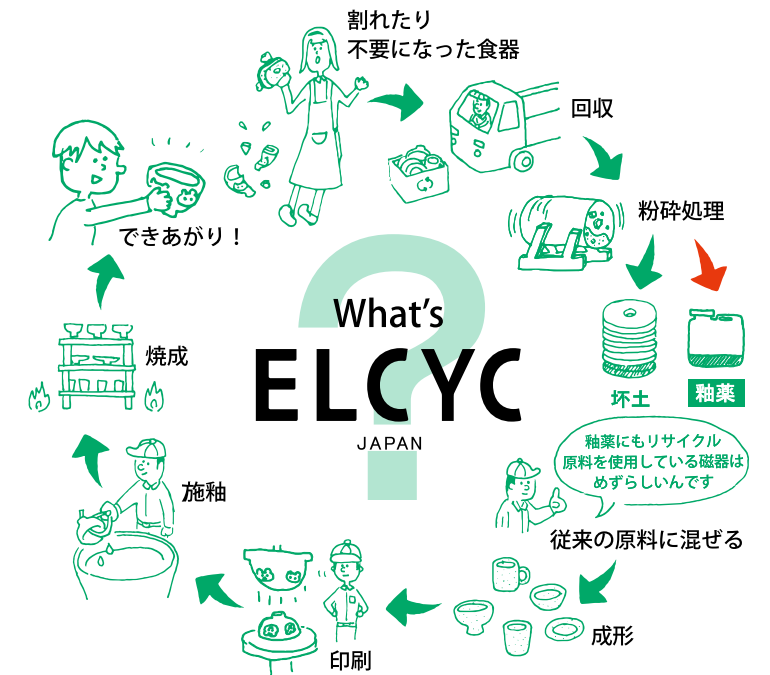 割れたり
不要になった食器
回収
粉砕処理
坏土
釉薬
釉薬にもリサイクル
原料を使用している磁器は
めずらしいんです
従来の原料に混ぜる
成形
印刷
施釉
焼成
できあがり！
?
What's
ELCYC
JAPAN